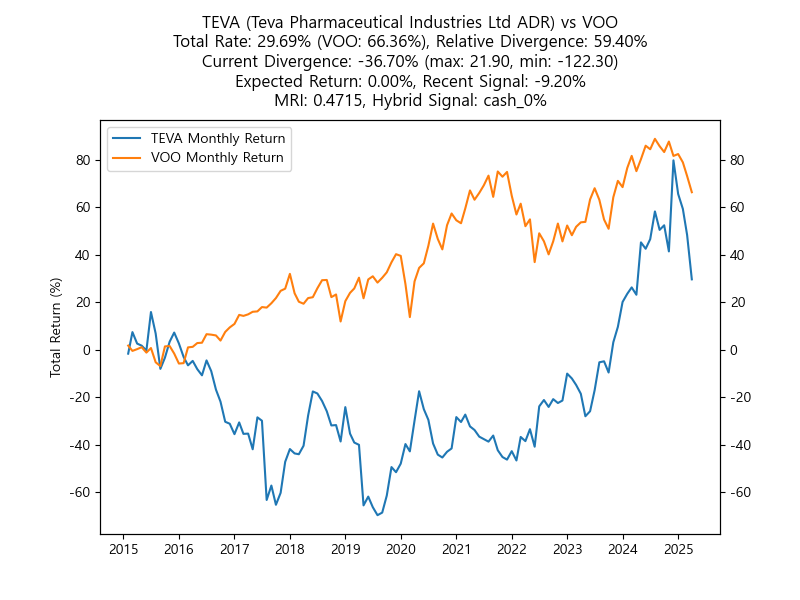 TEVA (Teva Pharmaceutical Industries Ltd ADR) vs VOO
Total Rate: 29.69% (VOO: 66.36%), Relative Divergence: 59.40%
Current Divergence: -36.70% (max: 21.90, min: -122.30)
Expected Return: 0.00%, Recent Signal: -9.20%
MRI: 0.4715, Hybrid Signal: cash_0%
TEVA Monthly Return
VOO Monthly Return
Total Return (%)
80
60
40
20
0
-20
-40
-60
80
60
40
20
0
-20
-40
-60
2015 2016 2017 2018 2019 2020 2021 2022 2023 2024 2025